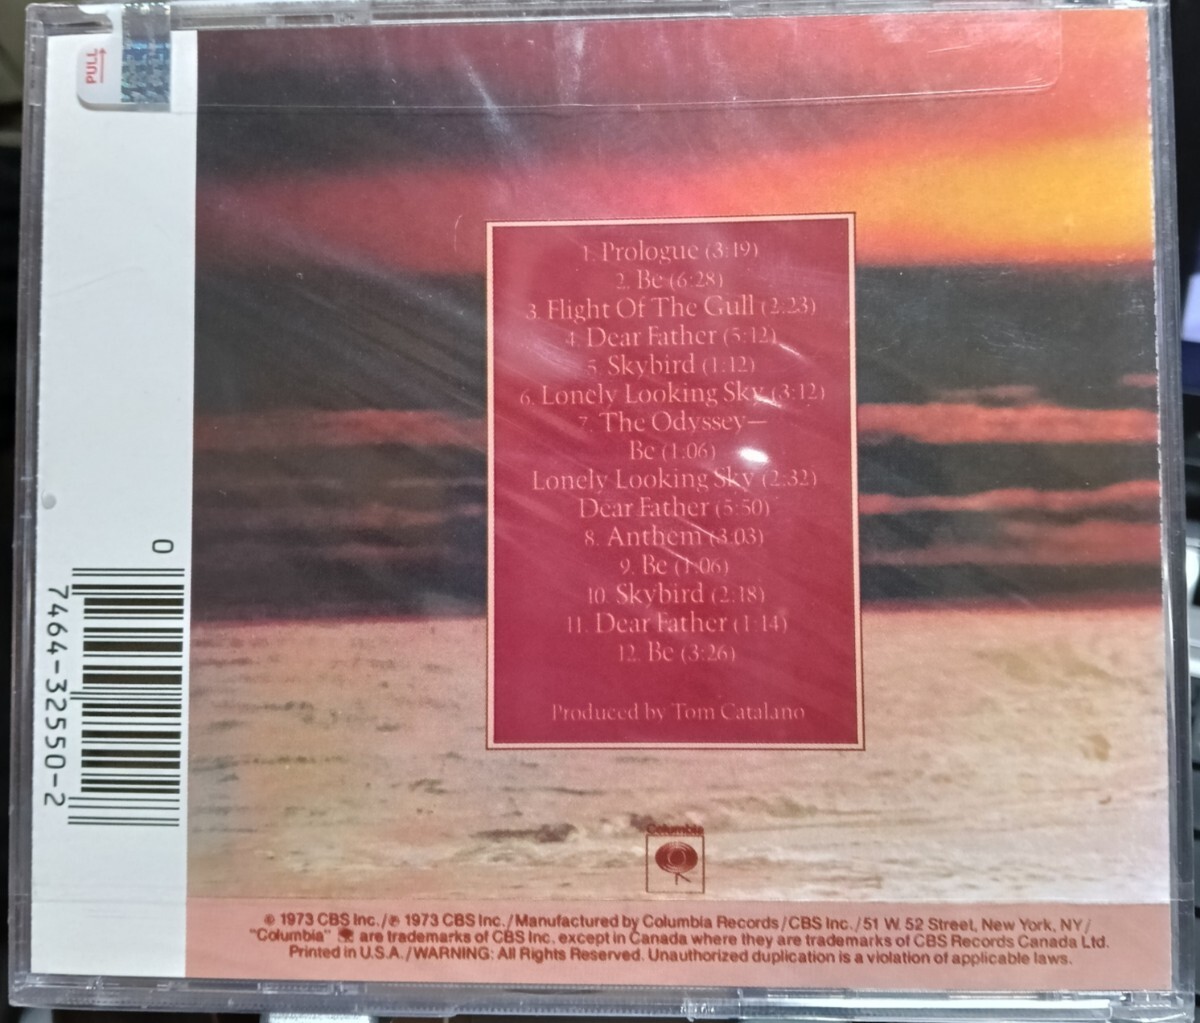 PULL
1. Prologue (3:19)
2. Be (6:28)
3. Flight Of The Gull (2:23)
4. Dear Father (5:12)
5. Skybird (1:12)
6. Lonely Looking Sky (3:12)
7. The Odyssey—
Be (1:06)
Lonely Looking Sky (2:32)
Dear Father (5:50)
8. Anthem (3:03)
9. Be (1:06)
10. Skybird (2:18)
11. Dear Father (1:14)
12. Be (3:26)
Produced by Tom Catalano
0
7464-32550-2
Columbia
© 1973 CBS Inc./℗ 1973 CBS Inc./Manufactured by Columbia Records/CBS Inc./51 W. 52 Street, New York, NY/
"Columbia" are trademarks of CBS Inc. except in Canada where they are trademarks of CBS Records Canada Ltd.
Printed in U.S.A./WARNING: All Rights Reserved. Unauthorized duplication is a violation of applicable laws.